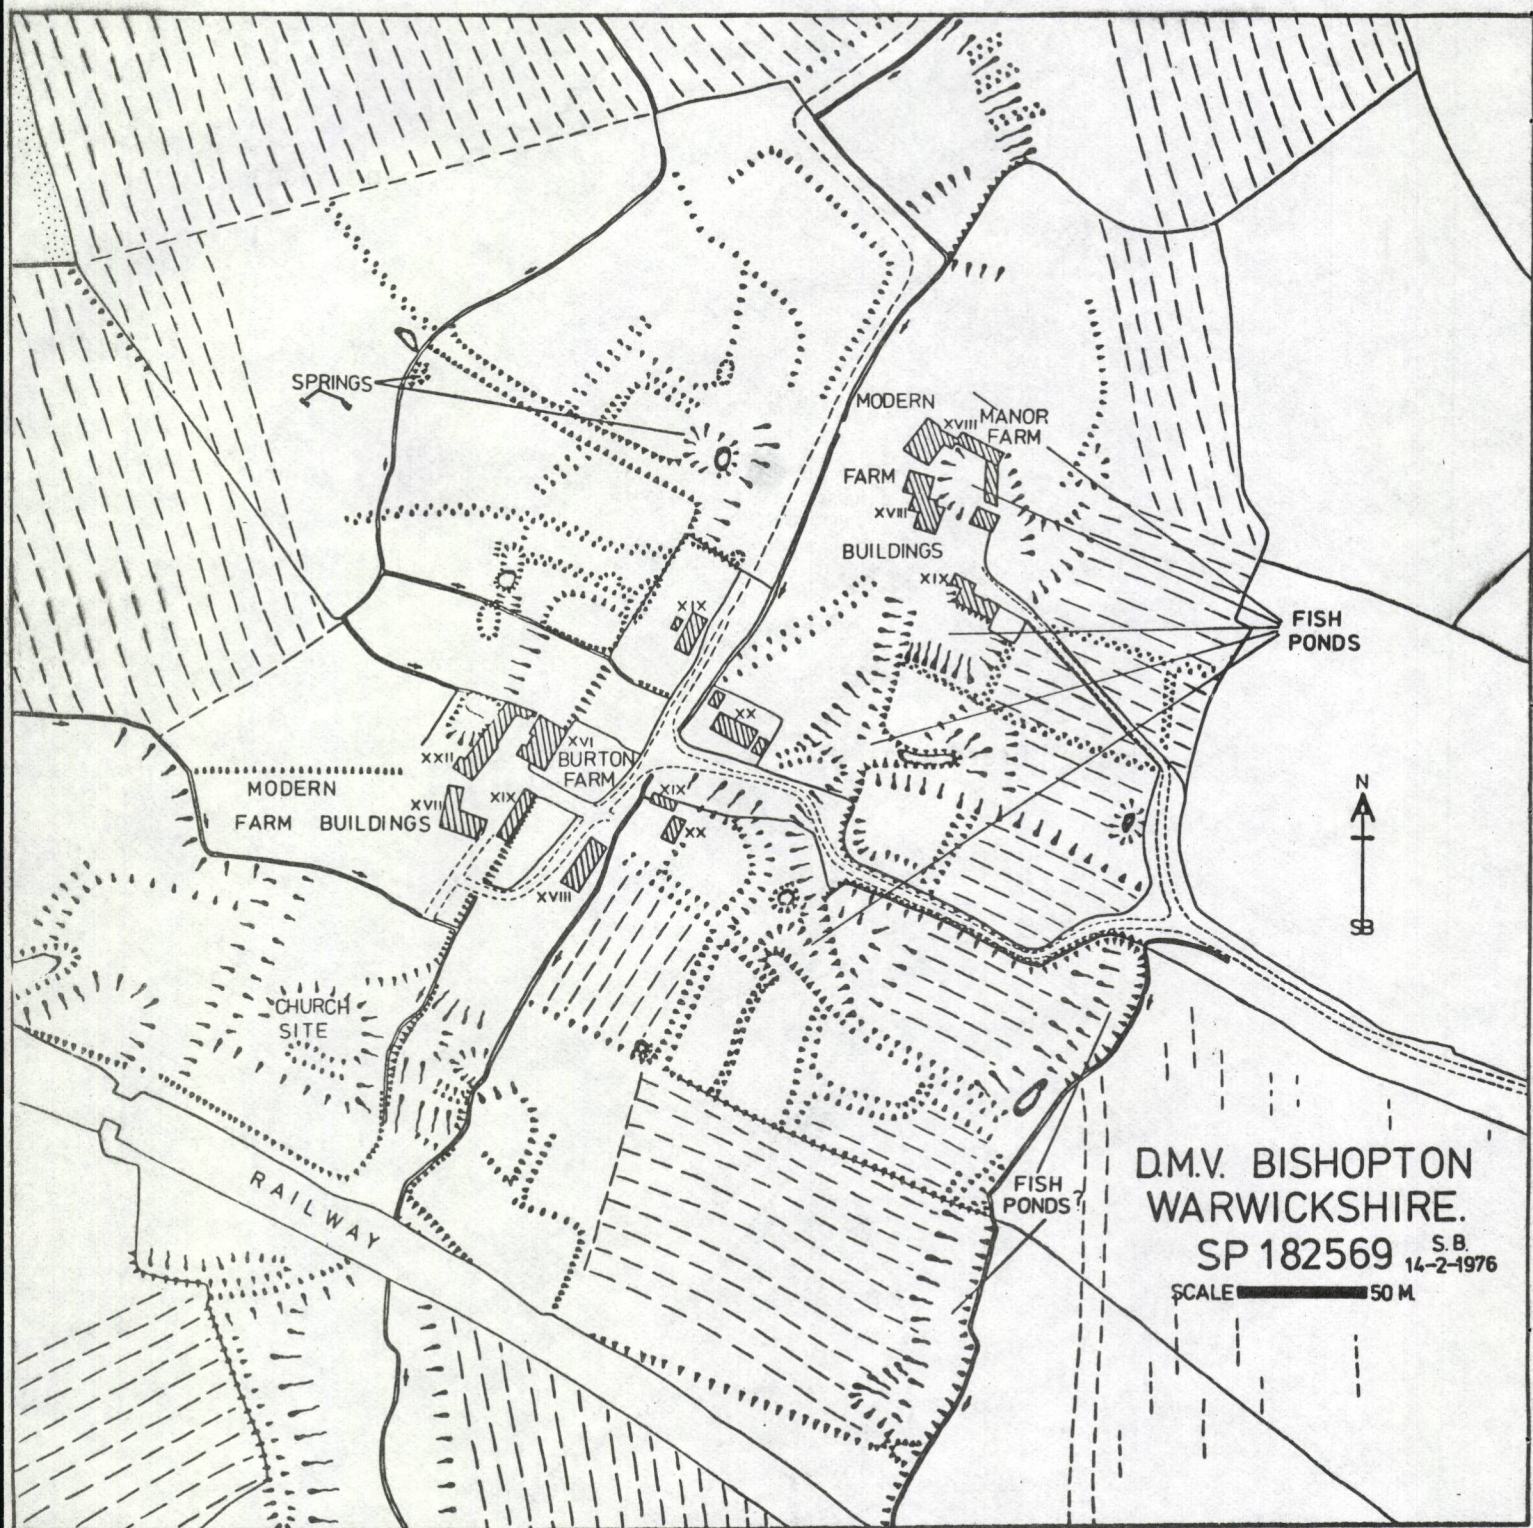 SPRINGS
MODERN
XVIII
MANOR
FARM
FARM
XVIII
BUILDINGS
XIX
XIX
FISH
PONDS
XX
XVI
BURTON
FARM
XXII
MODERN
XVII
XIX
FARM BUILDINGS
XIX
XX
XVIII
N
SB
CHURCH
SITE
RAILWAY
FISH
PONDS?
D.M.V. BISHOPTON
WARWICKSHIRE.
SP 182569 S.B.
14-2-1976
SCALE 50 M.